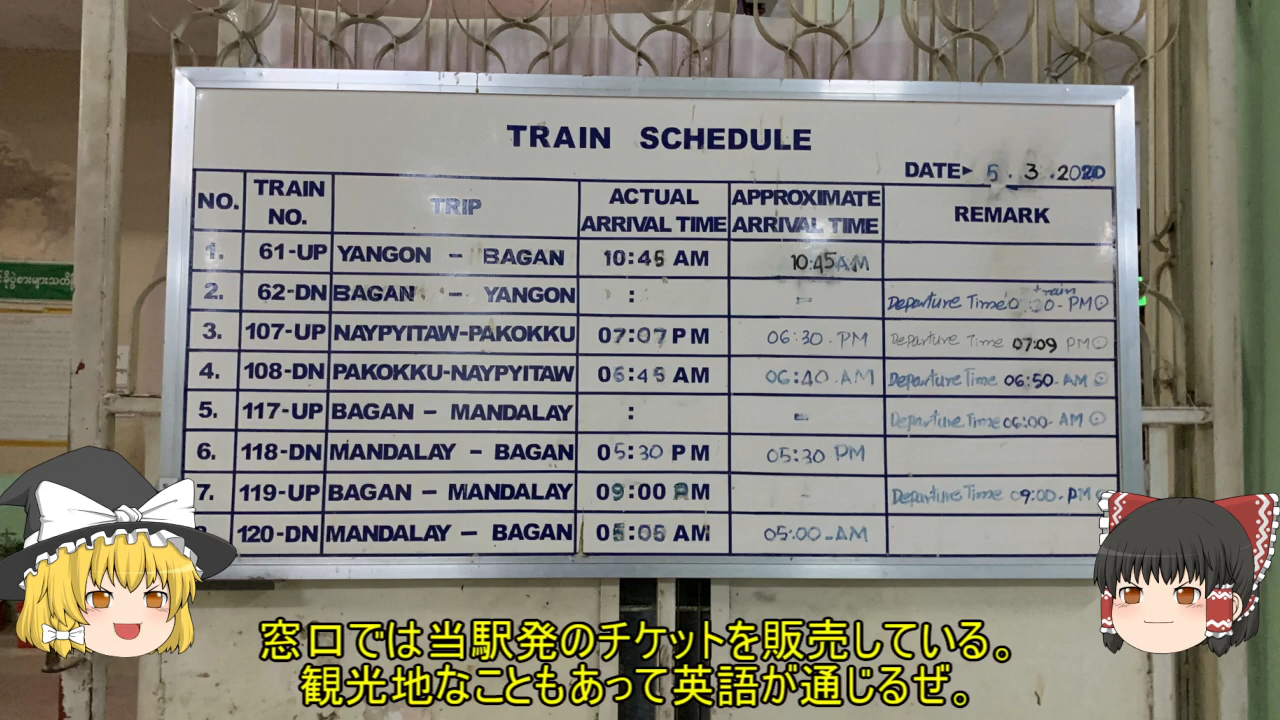 TRAIN SCHEDULE
DATE▸ 5 . 3 .2020
NO. TRAIN NO. TRIP ACTUAL ARRIVAL TIME APPROXIMATE ARRIVAL TIME REMARK
1. 61-UP YANGON - BAGAN 10:45 AM 10:45 AM
2. 62-DN BAGAN - YANGON : - Departure Time PM train
3. 107-UP NAYPYITAW-PAKOKKU 07:07 PM 06:30.PM Departure Time 07:09 PM
4. 108-DN PAKOKKU-NAYPYITAW 06:45 AM 06:40.AM Departure Time 06:50.AM
5. 117-UP BAGAN - MANDALAY : - Departure Time 06:00-AM
6. 118-DN MANDALAY - BAGAN 05:30 PM 05:30 PM
7. 119-UP BAGAN - MANDALAY 09:00 PM - Departure Time 09:00.PM
120-DN MANDALAY - BAGAN 05:05 AM 05:00-AM
窓口では当駅発のチケットを販売している。
観光地なこともあって英語が通じるぜ。